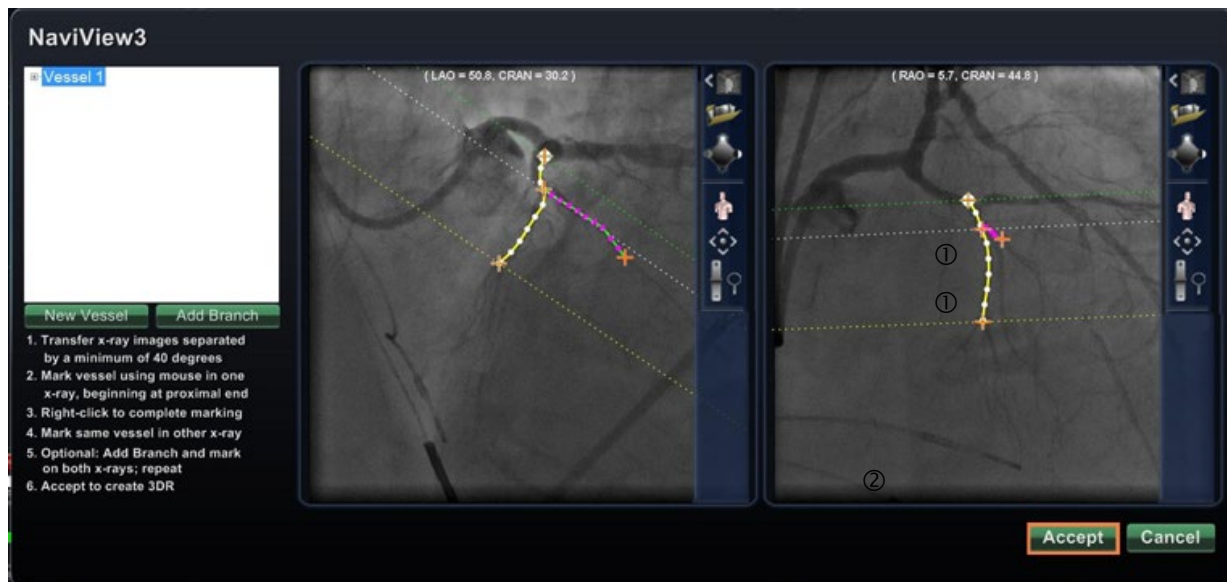 NaviView3
Vessel 1
New Vessel
Add Branch
1. Transfer x-ray images separated
by a minimum of 40 degrees
2. Mark vessel using mouse in one
x-ray, beginning at proximal end
3. Right-click to complete marking
4. Mark same vessel in other x-ray
5. Optional: Add Branch and mark
on both x-rays; repeat
6. Accept to create 3DR
( LAO = 50.8, CRAN = 30.2 )
( RAO = 5.7, CRAN = 44.8 )
①
①
②
Accept
Cancel